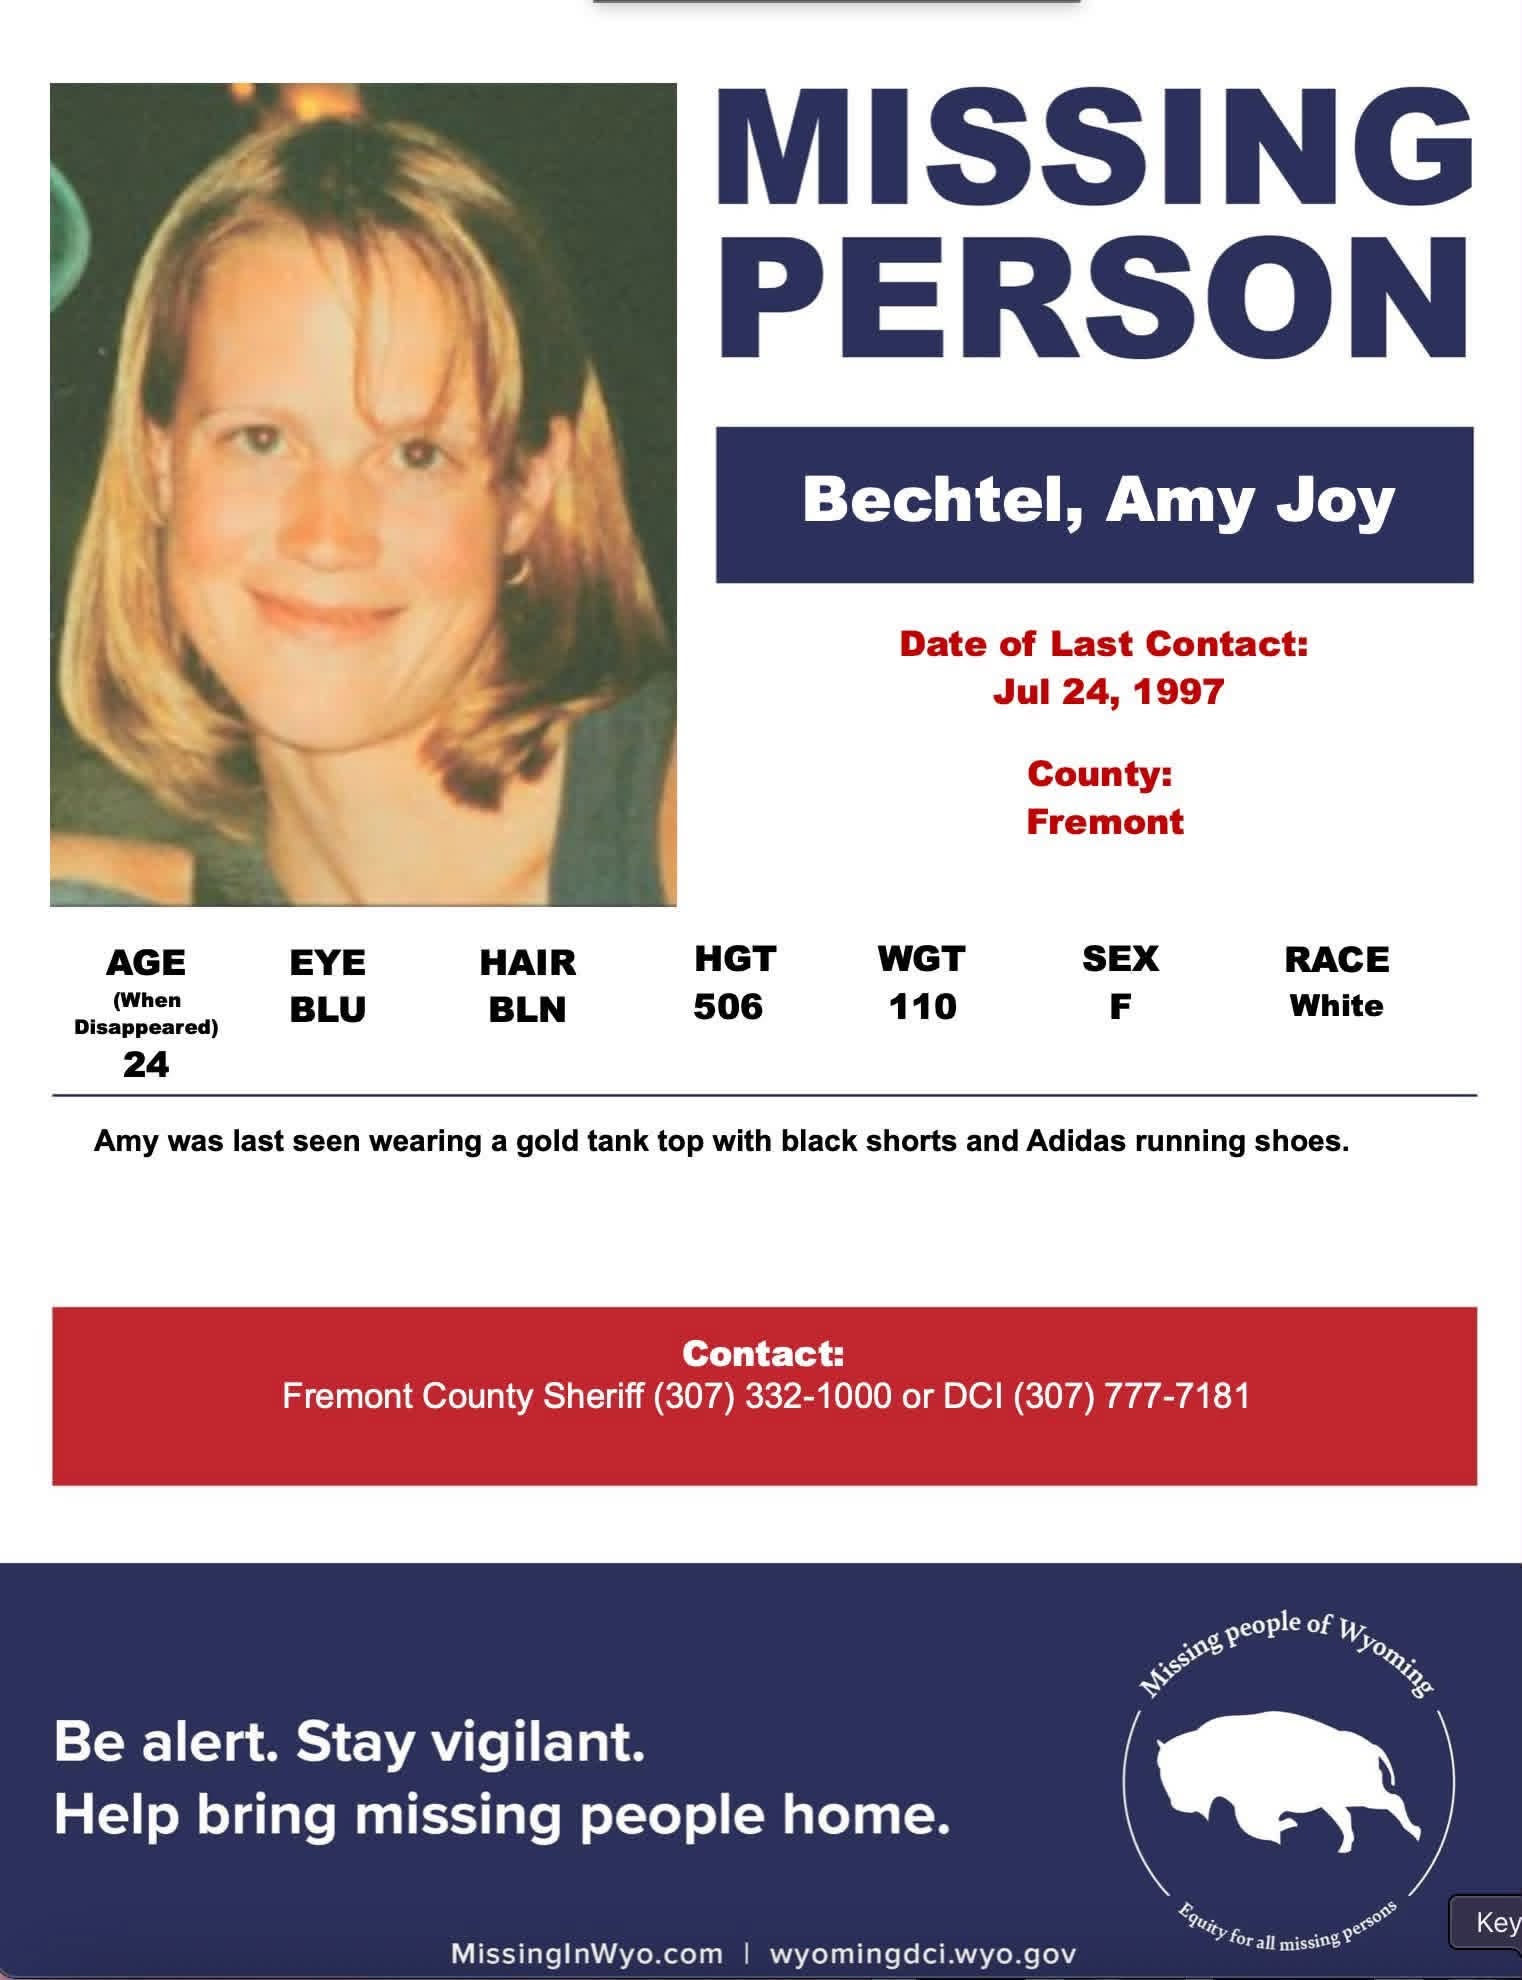 MISSING
PERSON
Bechtel, Amy Joy
Date of Last Contact:
Jul 24, 1997
County:
Fremont
AGE
(When
Disappeared)
24
EYE
BLU
HAIR
BLN
HGT
506
WGT
110
SEX
F
RACE
White
Amy was last seen wearing a gold tank top with black shorts and Adidas running shoes.
Contact:
Fremont County Sheriff (307) 332-1000 or DCI (307) 777-7181
Be alert. Stay vigilant.
Help bring missing people home.
Missing people of Wyoming
Equity for all missing persons
MissingInWyo.com | wyomingdci.wyo.gov
Key